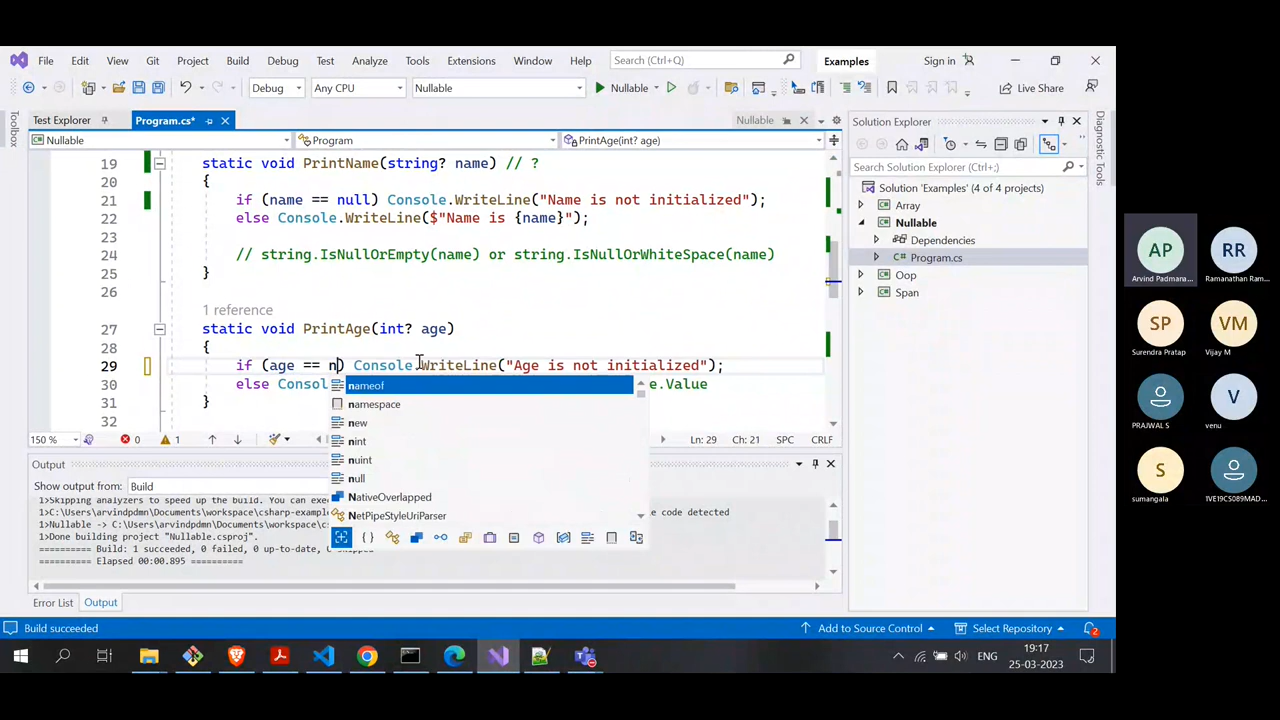 File Edit View Git Project Build Debug Test Analyze Tools Extensions Window Help Search (Ctrl+Q) Examples Sign in
Debug Any CPU Nullable Nullable Live Share
Toolbox
Test Explorer Program.cs* Nullable
Nullable Program PrintAge(int? age)
19 static void PrintName(string? name) // ?
20 {
21 if (name == null) Console.WriteLine("Name is not initialized");
22 else Console.WriteLine($"Name is {name}");
23
24 // string.IsNullOrEmpty(name) or string.IsNullOrWhiteSpace(name)
25 }
26
1 reference
27 static void PrintAge(int? age)
28 {
29 if (age == n) Console.WriteLine("Age is not initialized");
30 else Consol e.Value
31 }
32
nameof
namespace
new
nint
nuint
null
NativeOverlapped
NetPipeStyleUriParser
150 % 0 1 Ln: 29 Ch: 21 SPC CRLF
Output
Show output from: Build
1>Skipping analyzers to speed up the build. You can exe
1>C:\Users\arvindpdmn\Documents\workspace\csharp-exampl e code detected
1>Nullable -> C:\Users\arvindpdmn\Documents\workspace\cs
1>Done building project "Nullable.csproj".
========== Build: 1 succeeded, 0 failed, 0 up-to-date, 0 skipped
========== Elapsed 00:00.895 ==========
Error List Output
Build succeeded Add to Source Control Select Repository 2
Solution Explorer
Search Solution Explorer (Ctrl+;)
Solution 'Examples' (4 of 4 projects)
Array
Nullable
Dependencies
C# Program.cs
Oop
Span
Diagnostic Tools
ENG 19:17
25-03-2023
AP RR
Arvind Padmana... Ramanathan Ram...
SP VM
Surendra Pratap Vijay M
V
PRAJWAL S venu
S
sumangala 1VE19CS089MAD...